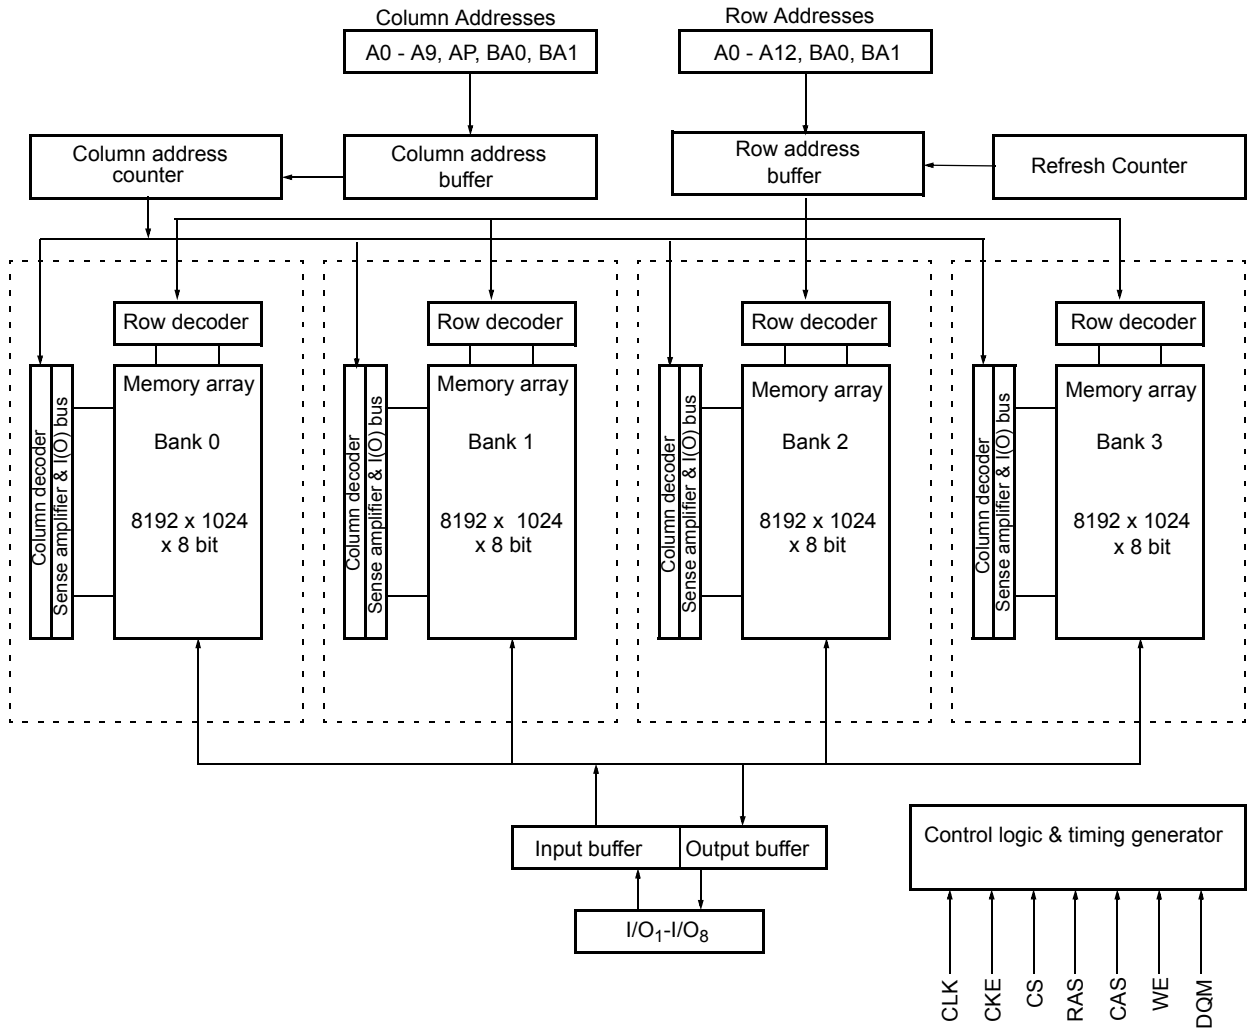 Column Addresses
Row Addresses
A0 - A9, AP, BA0, BA1
A0 - A12, BA0, BA1
Column address
counter
Column address
buffer
Row address
buffer
Refresh Counter
Row decoder
Row decoder
Row decoder
Row decoder
Column decoder
Sense amplifier & I(O) bus
Memory array
Bank 0
8192 x 1024
x 8 bit
Column decoder
Sense amplifier & I(O) bus
Memory array
Bank 1
8192 x 1024
x 8 bit
Column decoder
Sense amplifier & I(O) bus
Memory array
Bank 2
8192 x 1024
x 8 bit
Column decoder
Sense amplifier & I(O) bus
Memory array
Bank 3
8192 x 1024
x 8 bit
Input buffer
Output buffer
I/O1-I/O8
Control logic & timing generator
CLK
CKE
CS
RAS
CAS
WE
DQM